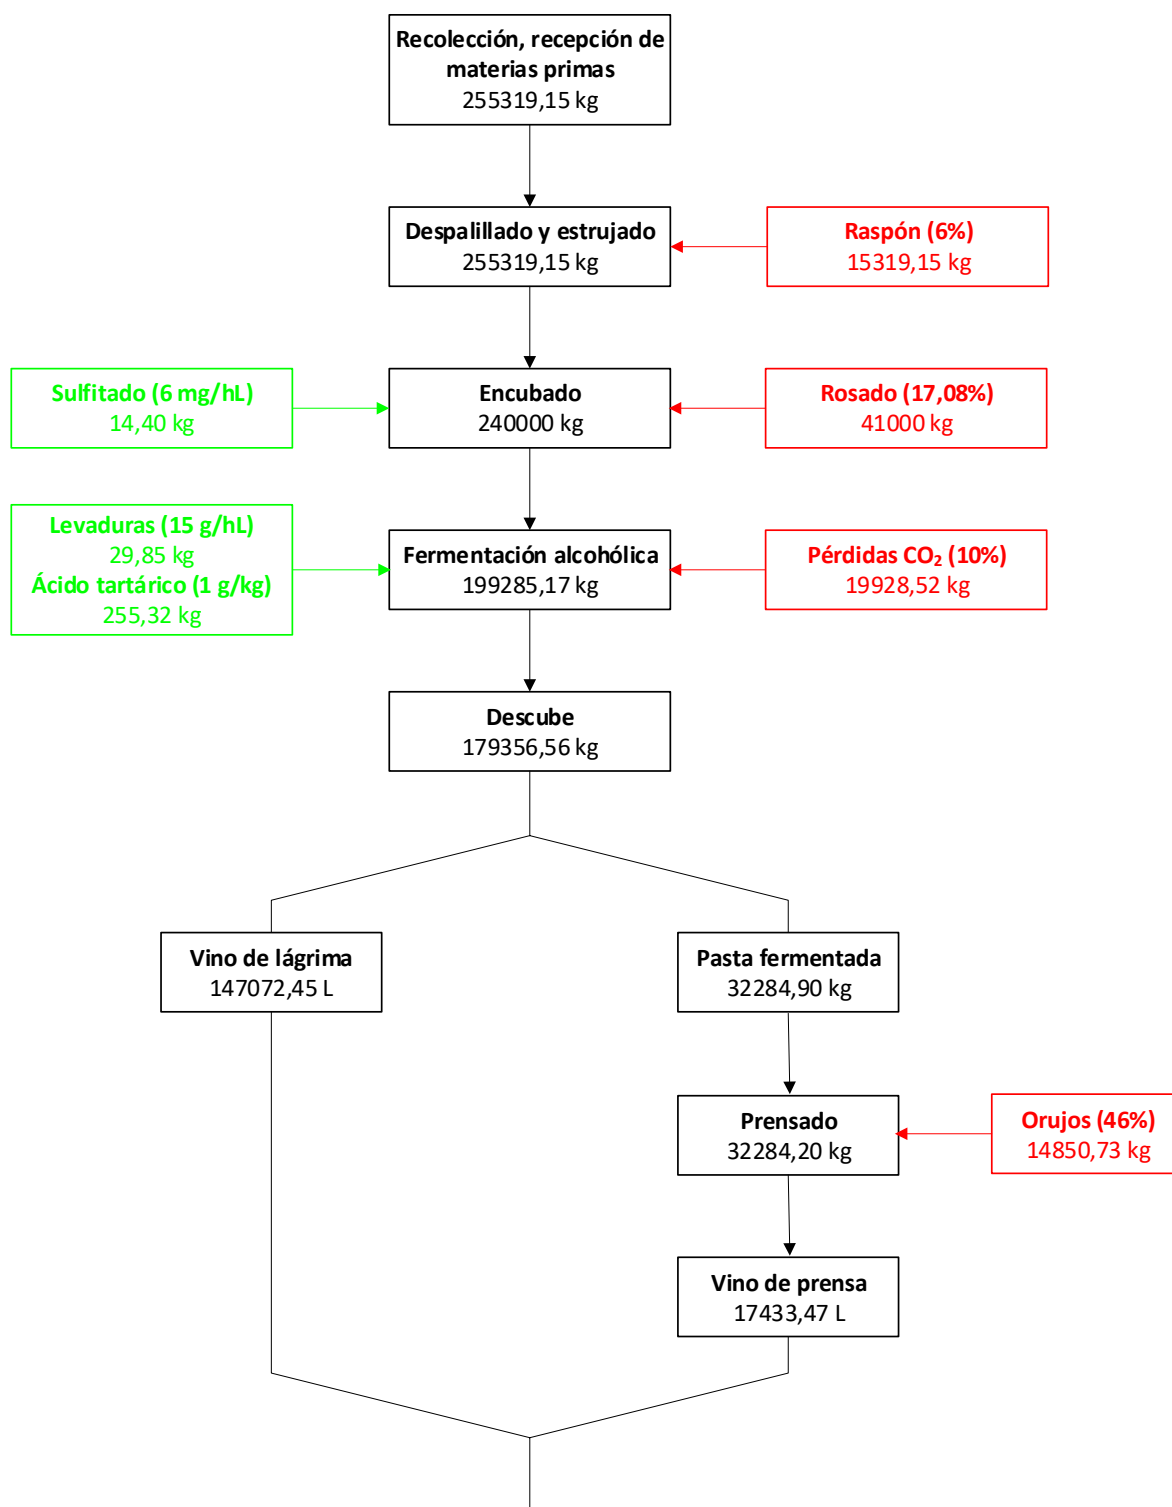 Recolección, recepción de
materias primas
255319,15 kg
Despalillado y estrujado
255319,15 kg
Raspón (6%)
15319,15 kg
Sulfitado (6 mg/hL)
14,40 kg
Encubado
240000 kg
Rosado (17,08%)
41000 kg
Levaduras (15 g/hL)
29,85 kg
Ácido tartárico (1 g/kg)
255,32 kg
Fermentación alcohólica
199285,17 kg
Pérdidas CO₂ (10%)
19928,52 kg
Descube
179356,56 kg
Vino de lágrima
147072,45 L
Pasta fermentada
32284,90 kg
Prensado
32284,20 kg
Orujos (46%)
14850,73 kg
Vino de prensa
17433,47 L